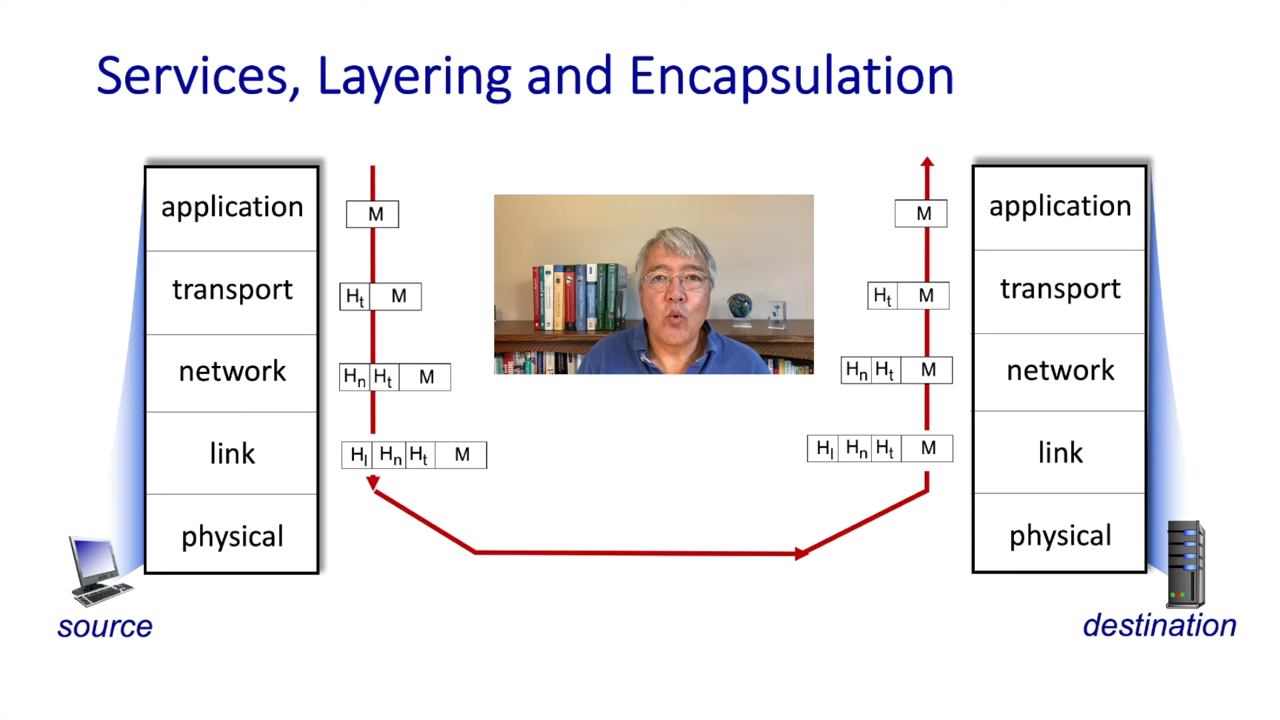 Services, Layering and Encapsulation
application
transport
network
link
physical
source
M
Ht M
Hn Ht M
Hl Hn Ht M
M
Ht M
Hn Ht M
Hl Hn Ht M
application
transport
network
link
physical
destination